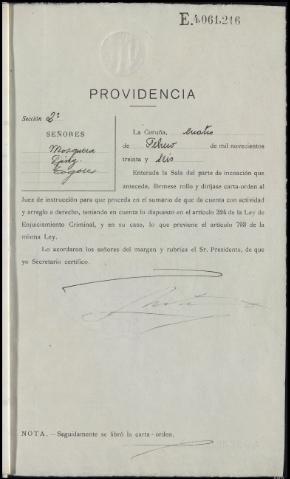 E.4061.216
PROVIDENCIA
Sección 2ª
SEÑORES
Mosquera
La Coruña, cuatro
de Febrero de mil novecientos
treinta y seis
Enterada la Sala del parte de incoación que
antecede, fórmese rollo y diríjase carta-orden al
Juez de instrucción para que proceda en el sumario de que da cuenta con actividad
y arreglo a derecho, teniendo en cuenta lo dispuesto en el artículo 324 de la Ley de
Enjuiciamiento Criminal, y en su caso, lo que previene el artículo 793 de la
misma Ley.
Lo acordaron los señores del margen y rubrica el Sr. Presidente, de que
yo Secretario certifico.
NOTA.—Seguidamente se libró la carta-orden.